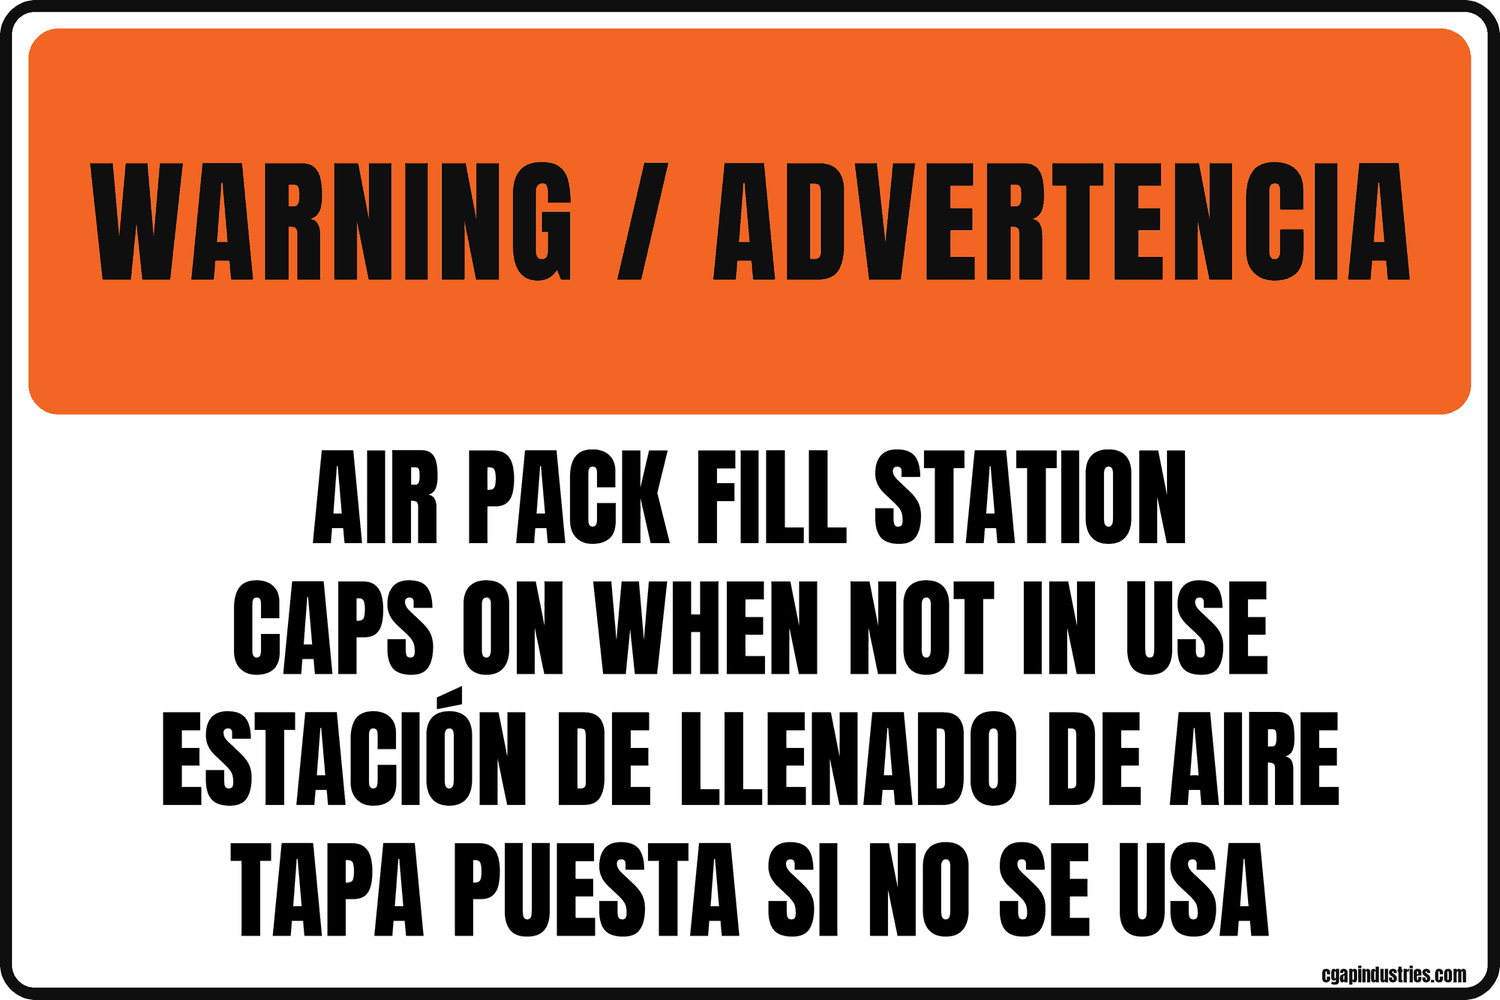 WARNING / ADVERTENCIA
AIR PACK FILL STATION
CAPS ON WHEN NOT IN USE
ESTACIÓN DE LLENADO DE AIRE
TAPA PUESTA SI NO SE USA
cgapindustries.com